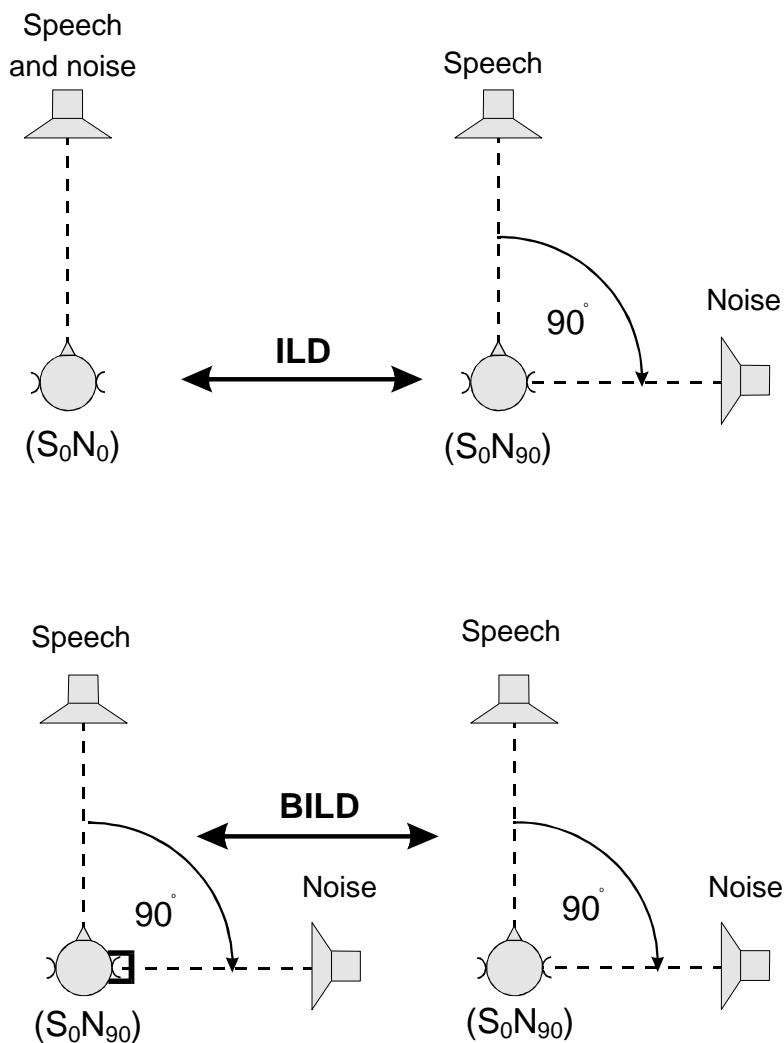 Speech
and noise
Speech
Noise
90°
ILD
(S₀N₀)
(S₀N₉₀)
Speech
Speech
BILD
Noise
Noise
90°
90°
(S₀N₉₀)
(S₀N₉₀)